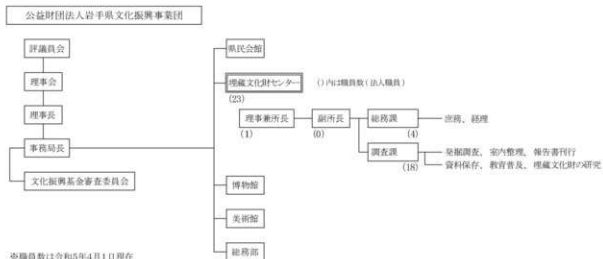 公益財団法人岩手県文化振興事業団
評議員会
県民会館
理事会
埋蔵文化財センター
()内は職員数(法人職員)
(23)
理事長
理事兼所長
副所長
総務課
庶務、経理
(1)
(0)
(4)
事務局長
調査課
発掘調査、室内整理、報告書刊行
(18)
資料保存、教育普及、埋蔵文化財の研究
文化振興基金審査委員会
博物館
美術館
総務部
※職員数は令和5年4月1日現在